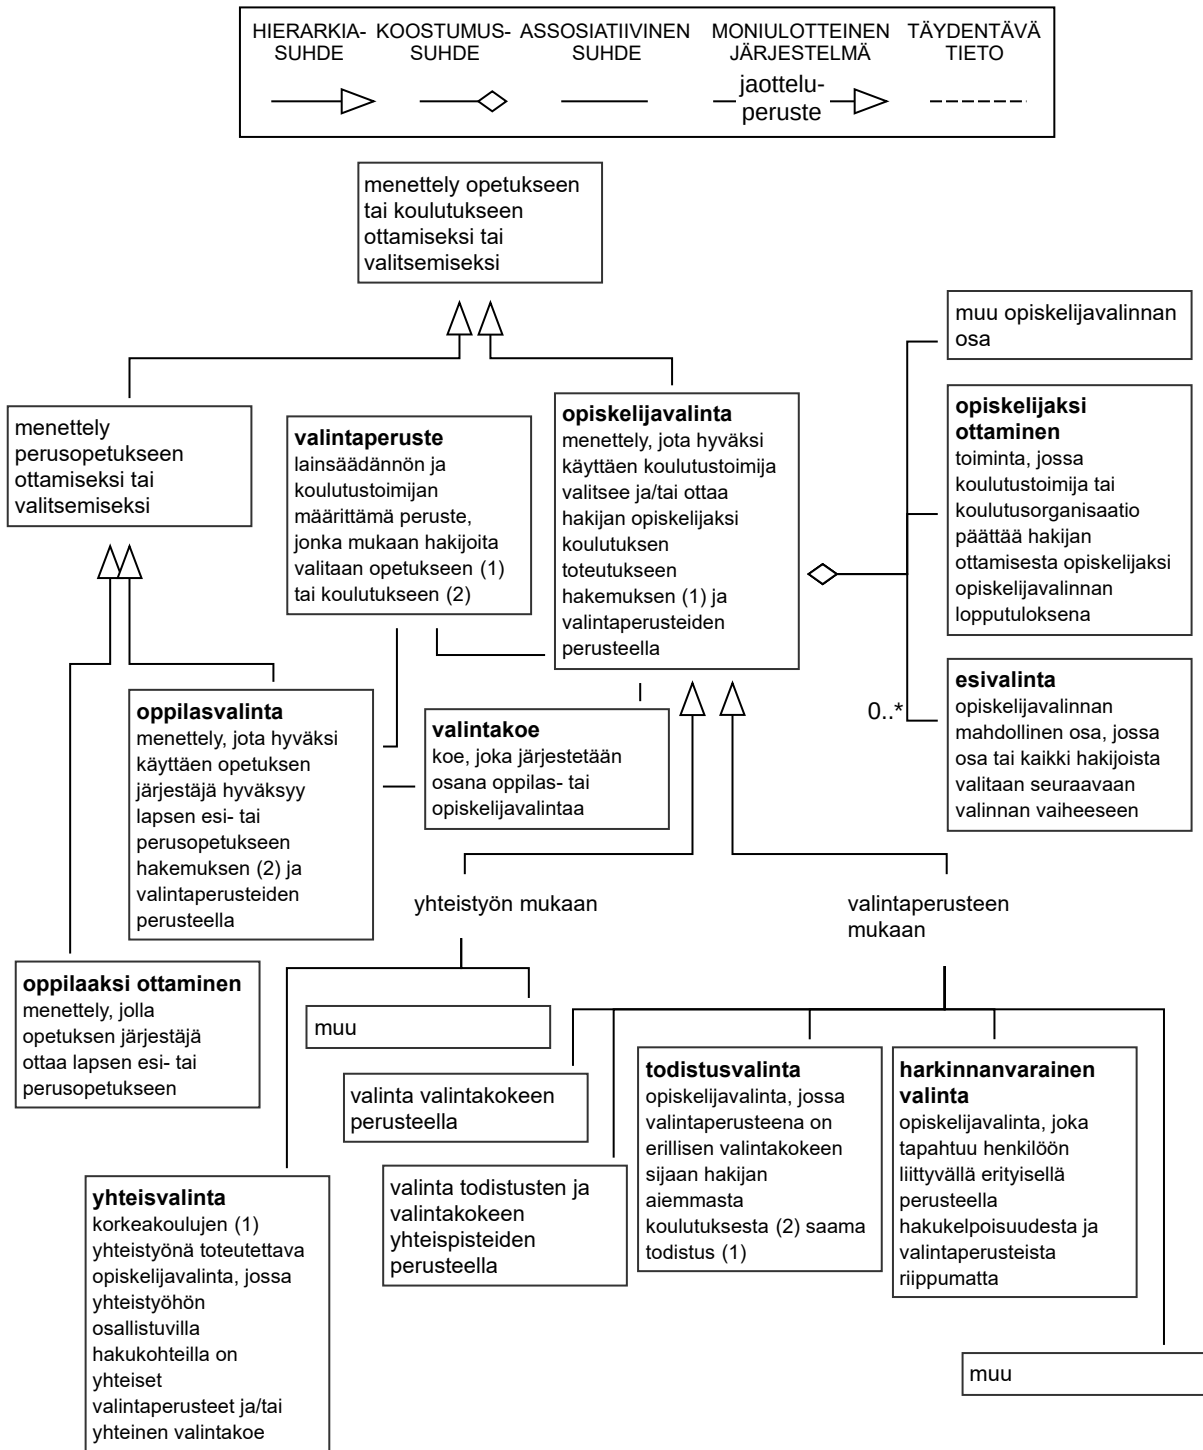 HIERARKIA-
SUHDE
KOOSTUMUS-
SUHDE
ASSOSIATIIVINEN
SUHDE
MONIULOTTEINEN
JÄRJESTELMÄ
TÄYDENTÄVÄ
TIETO
jaottelu-
peruste
menettely opetukseen
tai koulutukseen
ottamiseksi tai
valitsemiseksi
menettely
perusopetukseen
ottamiseksi tai
valitsemiseksi
valintaperuste
lainsäädännön ja
koulutustoimijan
määrittämä peruste,
jonka mukaan hakijoita
valitaan opetukseen (1)
tai koulutukseen (2)
opiskelijavalinta
menettely, jota hyväksi
käyttäen koulutustoimija
valitsee ja/tai ottaa
hakijan opiskelijaksi
koulutuksen
toteutukseen
hakemuksen (1) ja
valintaperusteiden
perusteella
muu opiskelijavalinnan
osa
opiskelijaksi
ottaminen
toiminta, jossa
koulutustoimija tai
koulutusorganisaatio
päättää hakijan
ottamisesta opiskelijaksi
opiskelijavalinnan
lopputuloksena
0..*
esivalinta
opiskelijavalinnan
mahdollinen osa, jossa
osa tai kaikki hakijoista
valitaan seuraavaan
valinnan vaiheeseen
oppilasvalinta
menettely, jota hyväksi
käyttäen opetuksen
järjestäjä hyväksyy
lapsen esi- tai
perusopetukseen
hakemuksen (2) ja
valintaperusteiden
perusteella
valintakoe
koe, joka järjestetään
osana oppilas- tai
opiskelijavalintaa
yhteistyön mukaan
valintaperusteen
mukaan
oppilaaksi ottaminen
menettely, jolla
opetuksen järjestäjä
ottaa lapsen esi- tai
perusopetukseen
muu
valinta valintakokeen
perusteella
todistusvalinta
opiskelijavalinta, jossa
valintaperusteena on
erillisen valintakokeen
sijaan hakijan
aiemmasta
koulutuksesta (2) saama
todistus (1)
harkinnanvarainen
valinta
opiskelijavalinta, joka
tapahtuu henkilöön
liittyvällä erityisellä
perusteella
hakukelpoisuudesta ja
valintaperusteista
riippumatta
valinta todistusten ja
valintakokeen
yhteispisteiden
perusteella
yhteisvalinta
korkeakoulujen (1)
yhteistyönä toteutettava
opiskelijavalinta, jossa
yhteistyöhön
osallistuvilla
hakukohteilla on
yhteiset
valintaperusteet ja/tai
yhteinen valintakoe
muu